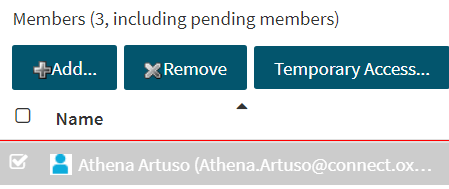 Members (3, including pending members)
Add... Remove Temporary Access...
Name
Athena Artuso (Athena.Artuso@connect.ox...